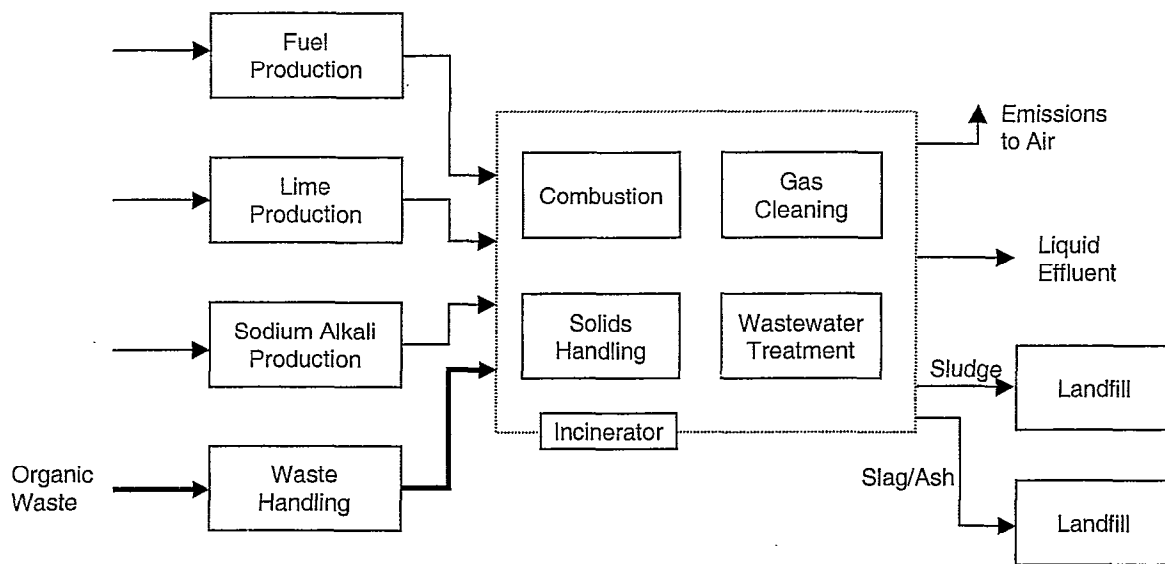 Fuel
Production
Lime
Production
Sodium Alkali
Production
Organic
Waste
Waste
Handling
Combustion
Gas
Cleaning
Solids
Handling
Wastewater
Treatment
Incinerator
Emissions
to Air
Liquid
Effluent
Sludge
Landfill
Slag/Ash
Landfill